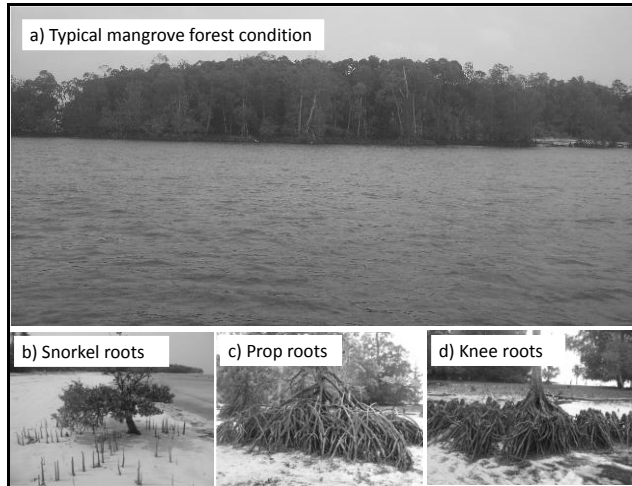 a) Typical mangrove forest condition
b) Snorkel roots
c) Prop roots
d) Knee roots